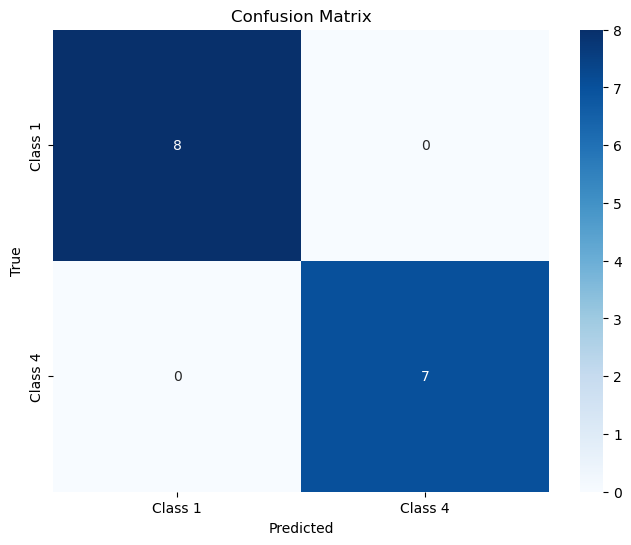 Confusion Matrix
Class 1
Class 4
True
8
0
0
7
Class 1
Class 4
Predicted
8
7
6
5
4
3
2
1
0